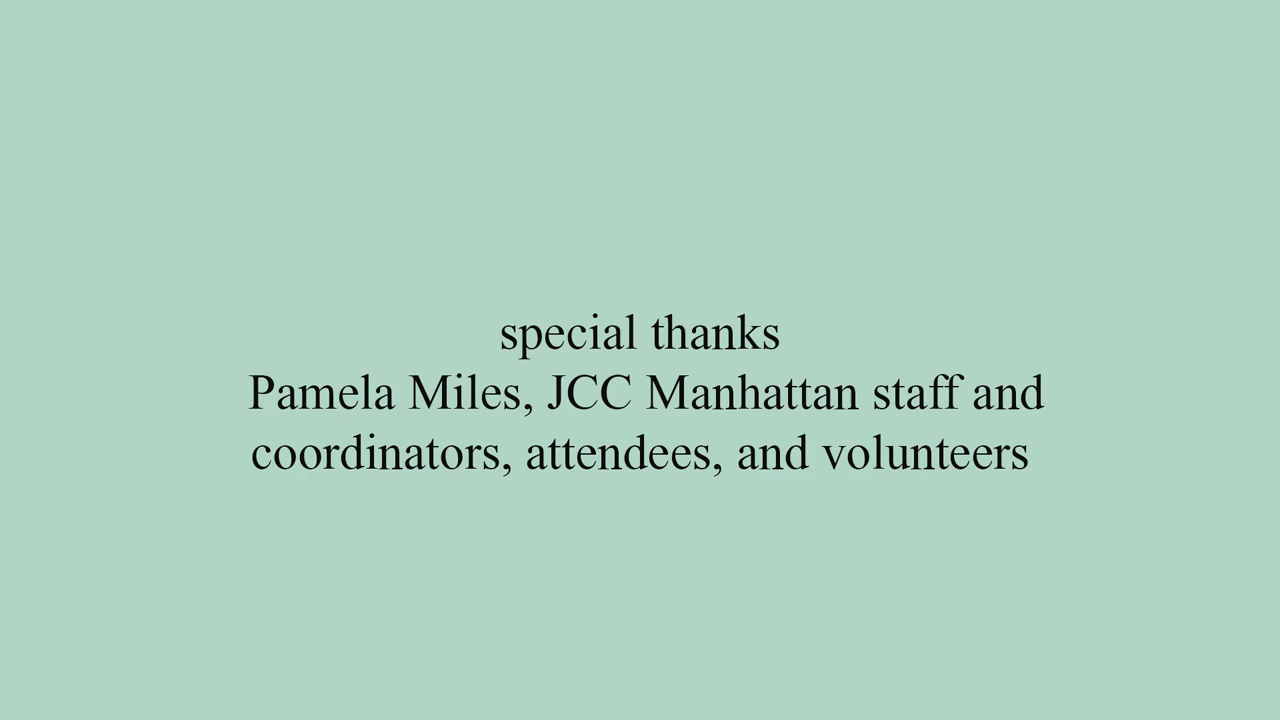 special thanks
Pamela Miles, JCC Manhattan staff and
coordinators, attendees, and volunteers